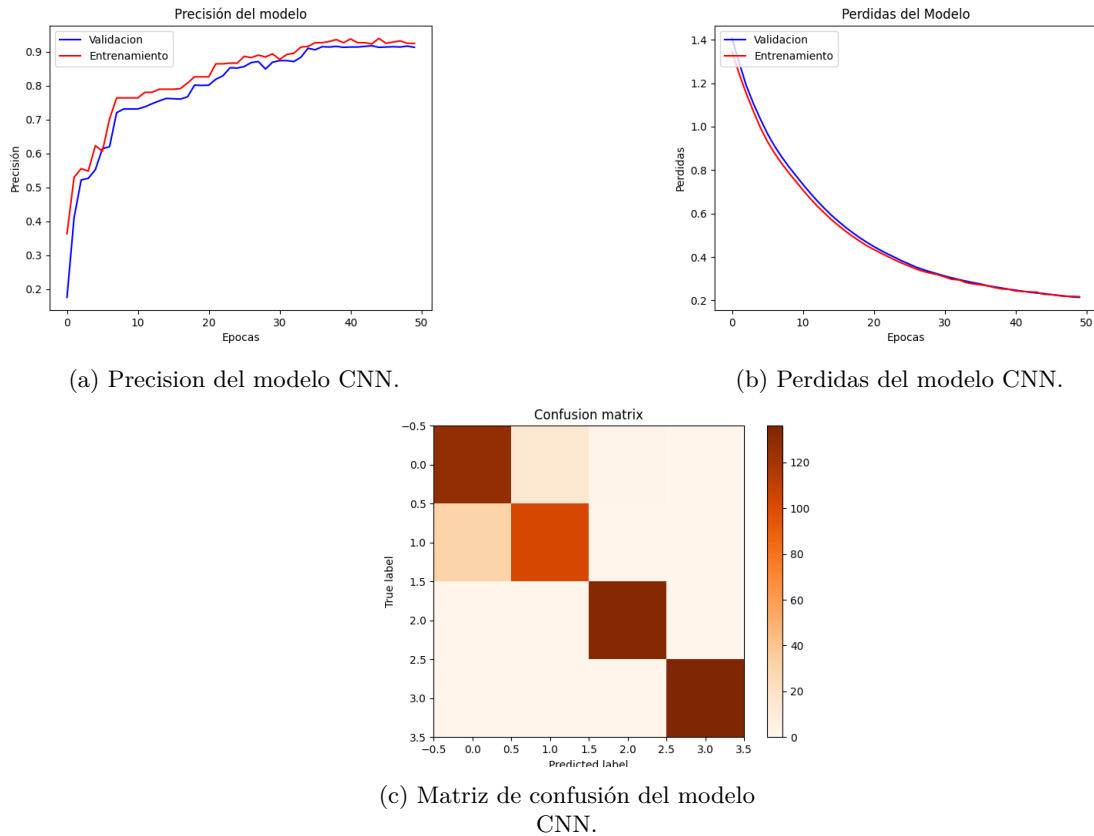 Precisión del modelo
Validacion
Entrenamiento
0.9
0.8
0.7
0.6
0.5
0.4
0.3
0.2
Precisión
0 10 20 30 40 50
Epocas
(a) Precision del modelo CNN.
Perdidas del Modelo
Validacion
Entrenamiento
1.4
1.2
1.0
0.8
0.6
0.4
0.2
Perdidas
0 10 20 30 40 50
Epocas
(b) Perdidas del modelo CNN.
Confusion matrix
−0.5
0.0
0.5
1.0
1.5
2.0
2.5
3.0
3.5
True label
−0.5 0.0 0.5 1.0 1.5 2.0 2.5 3.0 3.5
Predicted label
120
100
80
60
40
20
0
(c) Matriz de confusión del modelo
CNN.